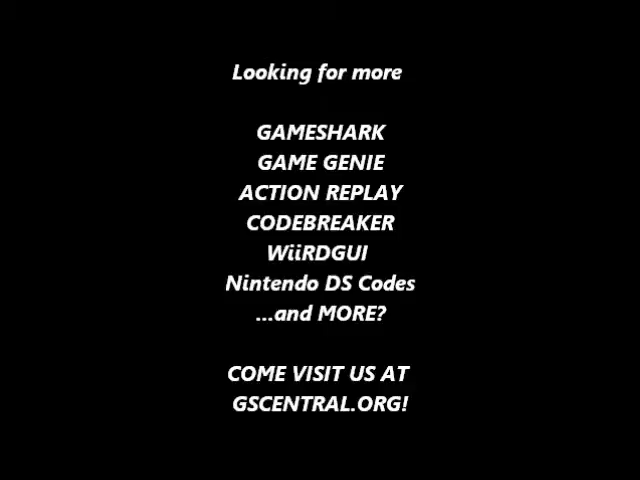 Looking for more
GAMESHARK
GAME GENIE
ACTION REPLAY
CODEBREAKER
WiiRDGUI
Nintendo DS Codes
...and MORE?
COME VISIT US AT
GSCENTRAL.ORG!